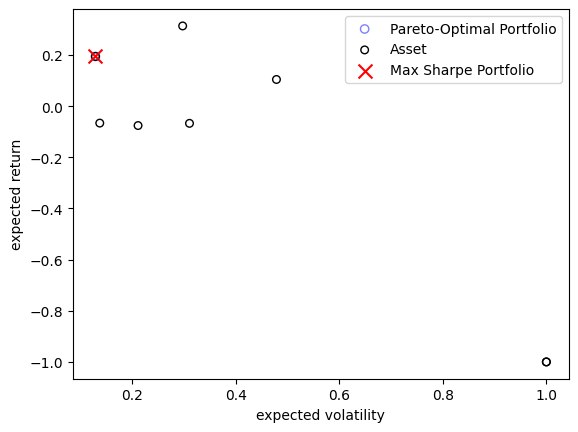 Pareto-Optimal Portfolio
Asset
Max Sharpe Portfolio
expected return
0.2
0.0
−0.2
−0.4
−0.6
−0.8
−1.0
0.2 0.4 0.6 0.8 1.0
expected volatility